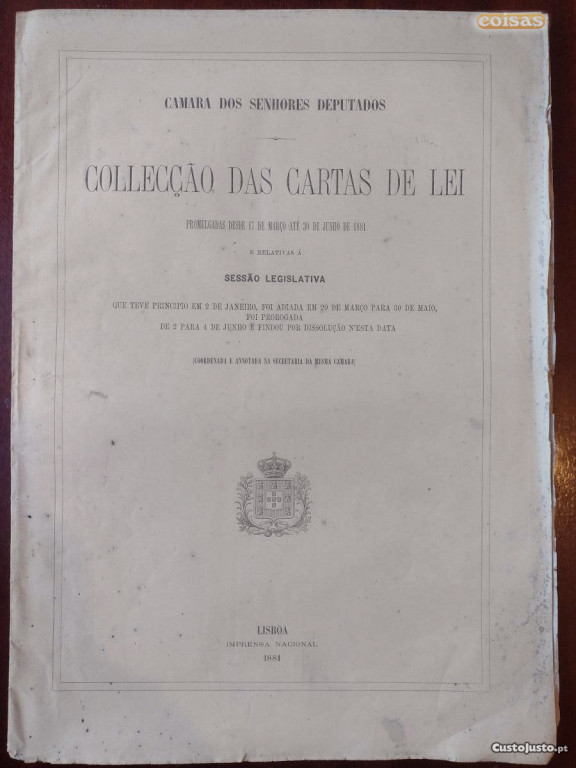 coisas
CAMARA DOS SENHORES DEPUTADOS
COLLECÇÃO DAS CARTAS DE LEI
PROMULGADAS DESDE 17 DE MARÇO ATÉ 30 DE JUNHO DE 1881
E RELATIVAS Á
SESSÃO LEGISLATIVA
QUE TEVE PRINCIPIO EM 2 DE JANEIRO, FOI ADIADA EM 29 DE MARÇO PARA 30 DE MAIO,
FOI PROROGADA
DE 2 PARA 4 DE JUNHO E FINDOU POR DISSOLUÇÃO N'ESTA DATA
(COORDENADA E ANNOTADA NA SECRETARIA DA MESMA CAMARA)
LISBOA
IMPRENSA NACIONAL
1881
CustoJusto.pt